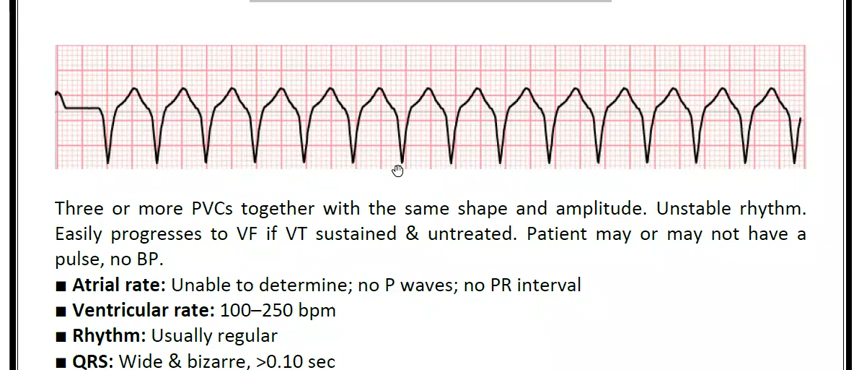 Three or more PVCs together with the same shape and amplitude. Unstable rhythm.
Easily progresses to VF if VT sustained & untreated. Patient may or may not have a
pulse, no BP.
■ Atrial rate: Unable to determine; no P waves; no PR interval
■ Ventricular rate: 100–250 bpm
■ Rhythm: Usually regular
■ QRS: Wide & bizarre, >0.10 sec